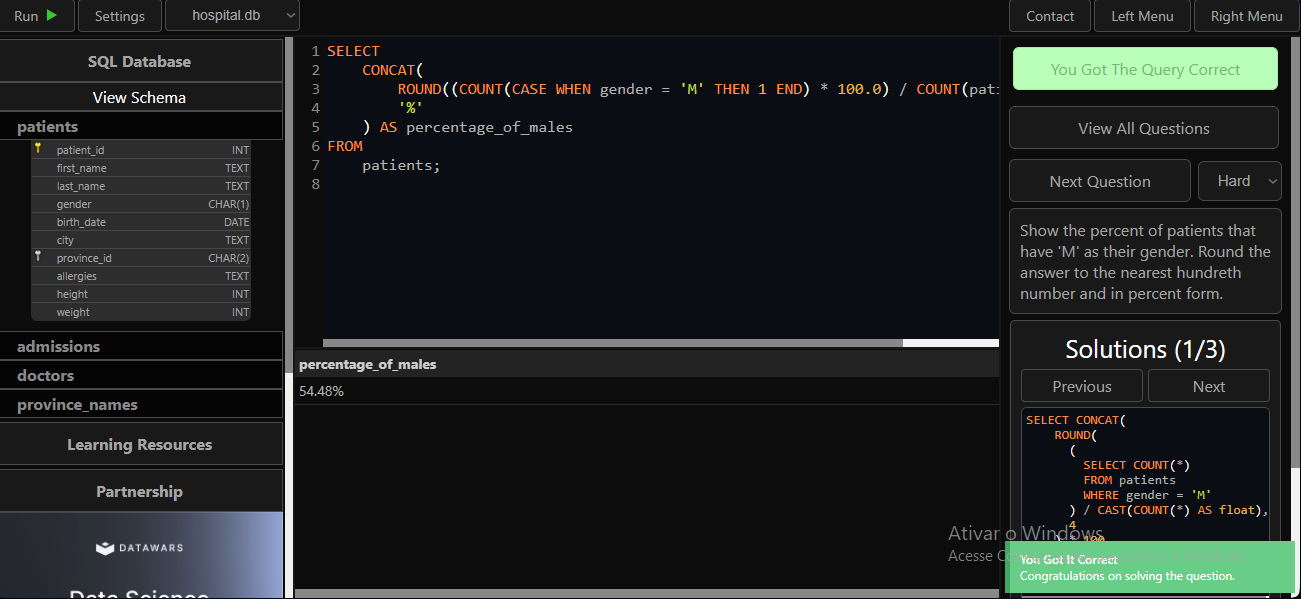 Run
Settings
hospital.db
Contact
Left Menu
Right Menu
SQL Database
View Schema
patients
patient_id INT
first_name TEXT
last_name TEXT
gender CHAR(1)
birth_date DATE
city TEXT
province_id CHAR(2)
allergies TEXT
height INT
weight INT
admissions
doctors
province_names
Learning Resources
Partnership
DATAWARS
Data Science
1 SELECT
2 CONCAT(
3 ROUND((COUNT(CASE WHEN gender = 'M' THEN 1 END) * 100.0) / COUNT(pati
4 '%'
5 ) AS percentage_of_males
6 FROM
7 patients;
8
percentage_of_males
54.48%
You Got The Query Correct
View All Questions
Next Question
Hard
Show the percent of patients that
have 'M' as their gender. Round the
answer to the nearest hundreth
number and in percent form.
Solutions (1/3)
Previous
Next
SELECT CONCAT(
ROUND(
(
SELECT COUNT(*)
FROM patients
WHERE gender = 'M'
) / CAST(COUNT(*) AS float),
4
) * 100
Ativar o Windows
Acesse
You Got It Correct
Congratulations on solving the question.